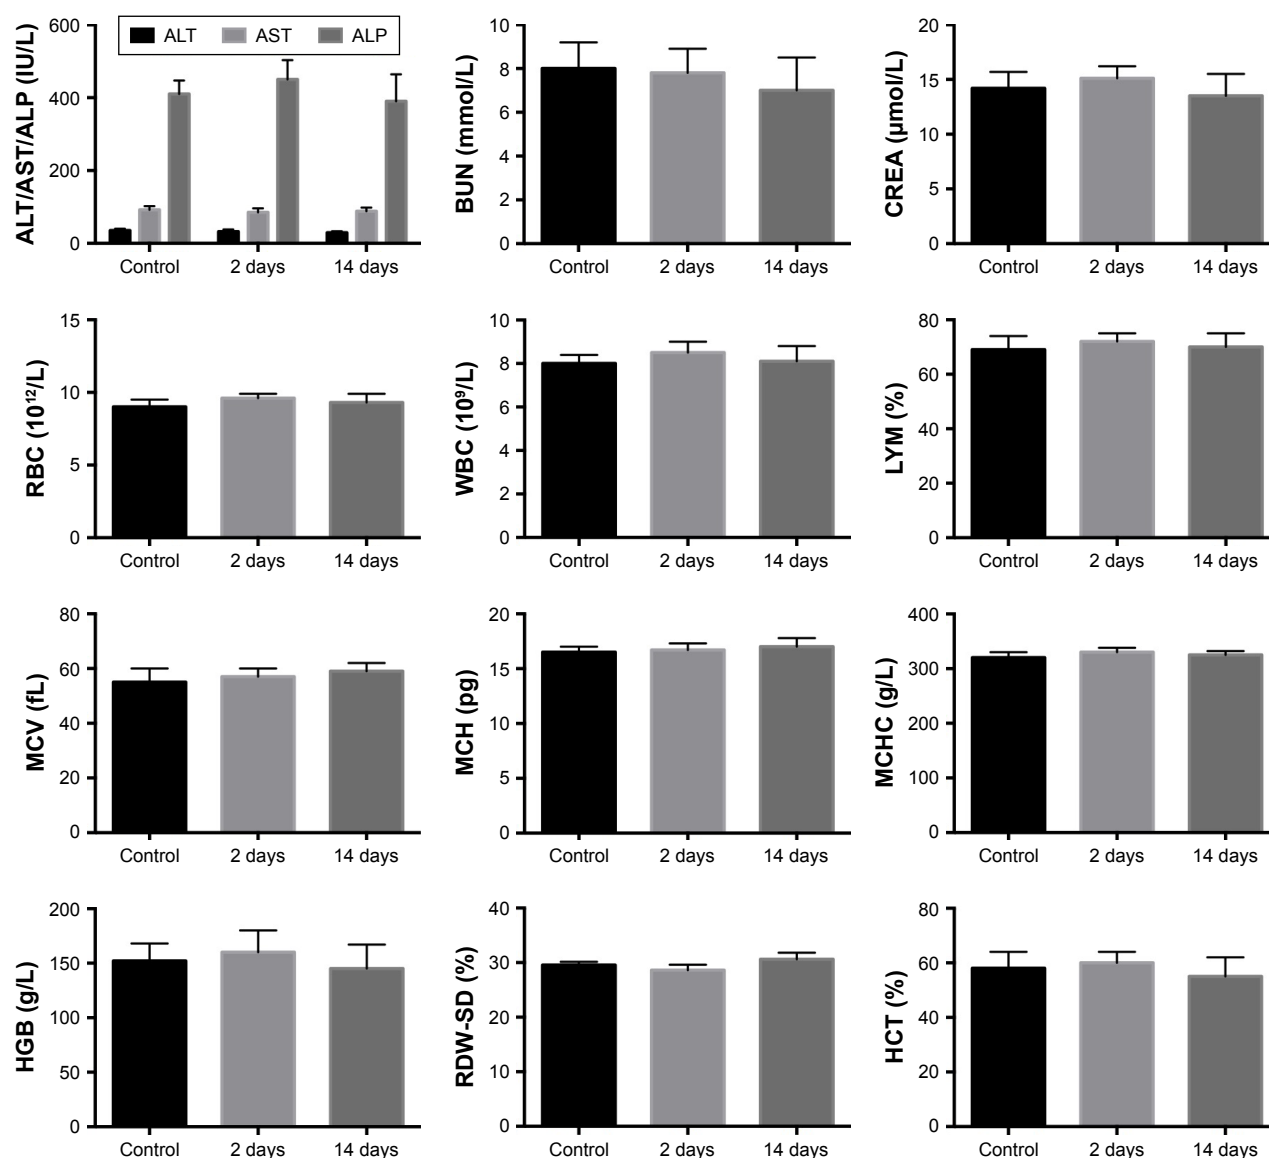 ALT/AST/ALP (IU/L)
600
400
200
0
ALT AST ALP
Control 2 days 14 days
BUN (mmol/L)
10
8
6
4
2
0
Control 2 days 14 days
CREA (µmol/L)
20
15
10
5
0
Control 2 days 14 days
RBC (10¹²/L)
15
10
5
0
Control 2 days 14 days
WBC (10⁹/L)
10
8
6
4
2
0
Control 2 days 14 days
LYM (%)
80
60
40
20
0
Control 2 days 14 days
MCV (fL)
80
60
40
20
0
Control 2 days 14 days
MCH (pg)
20
15
10
5
0
Control 2 days 14 days
MCHC (g/L)
400
300
200
100
0
Control 2 days 14 days
HGB (g/L)
200
150
100
50
0
Control 2 days 14 days
RDW-SD (%)
40
30
20
10
0
Control 2 days 14 days
HCT (%)
80
60
40
20
0
Control 2 days 14 days